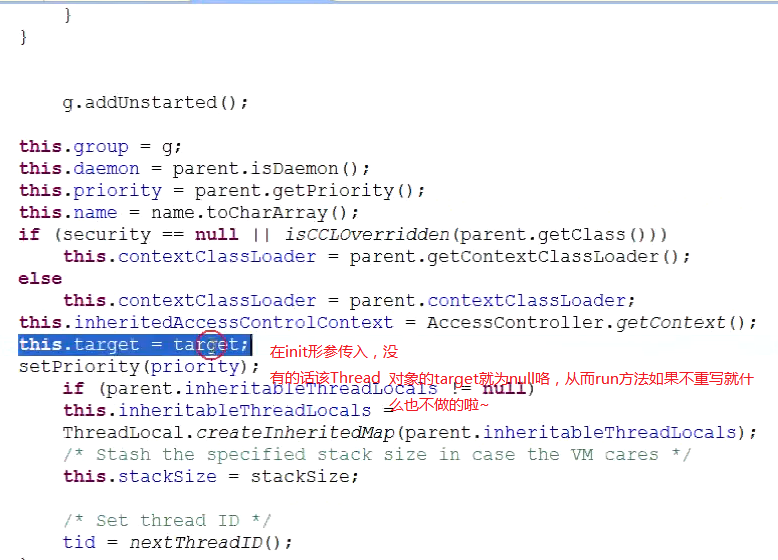 }
}
g.addUnstarted();
this.group = g;
this.daemon = parent.isDaemon();
this.priority = parent.getPriority();
this.name = name.toCharArray();
if (security == null || isCCLOverridden(parent.getClass()))
this.contextClassLoader = parent.getContextClassLoader();
else
this.contextClassLoader = parent.contextClassLoader;
this.inheritedAccessControlContext = AccessController.getContext();
this.target = target;
在init形参传入，没
setPriority(priority);
有的话该Thread 对象的target就为null咯，从而run方法如果不重写就什
if (parent.inheritableThreadLocals != null)
么也不做的啦~
this.inheritableThreadLocals =
ThreadLocal.createInheritedMap(parent.inheritableThreadLocals);
/* Stash the specified stack size in case the VM cares */
this.stackSize = stackSize;
/* Set thread ID */
tid = nextThreadID();